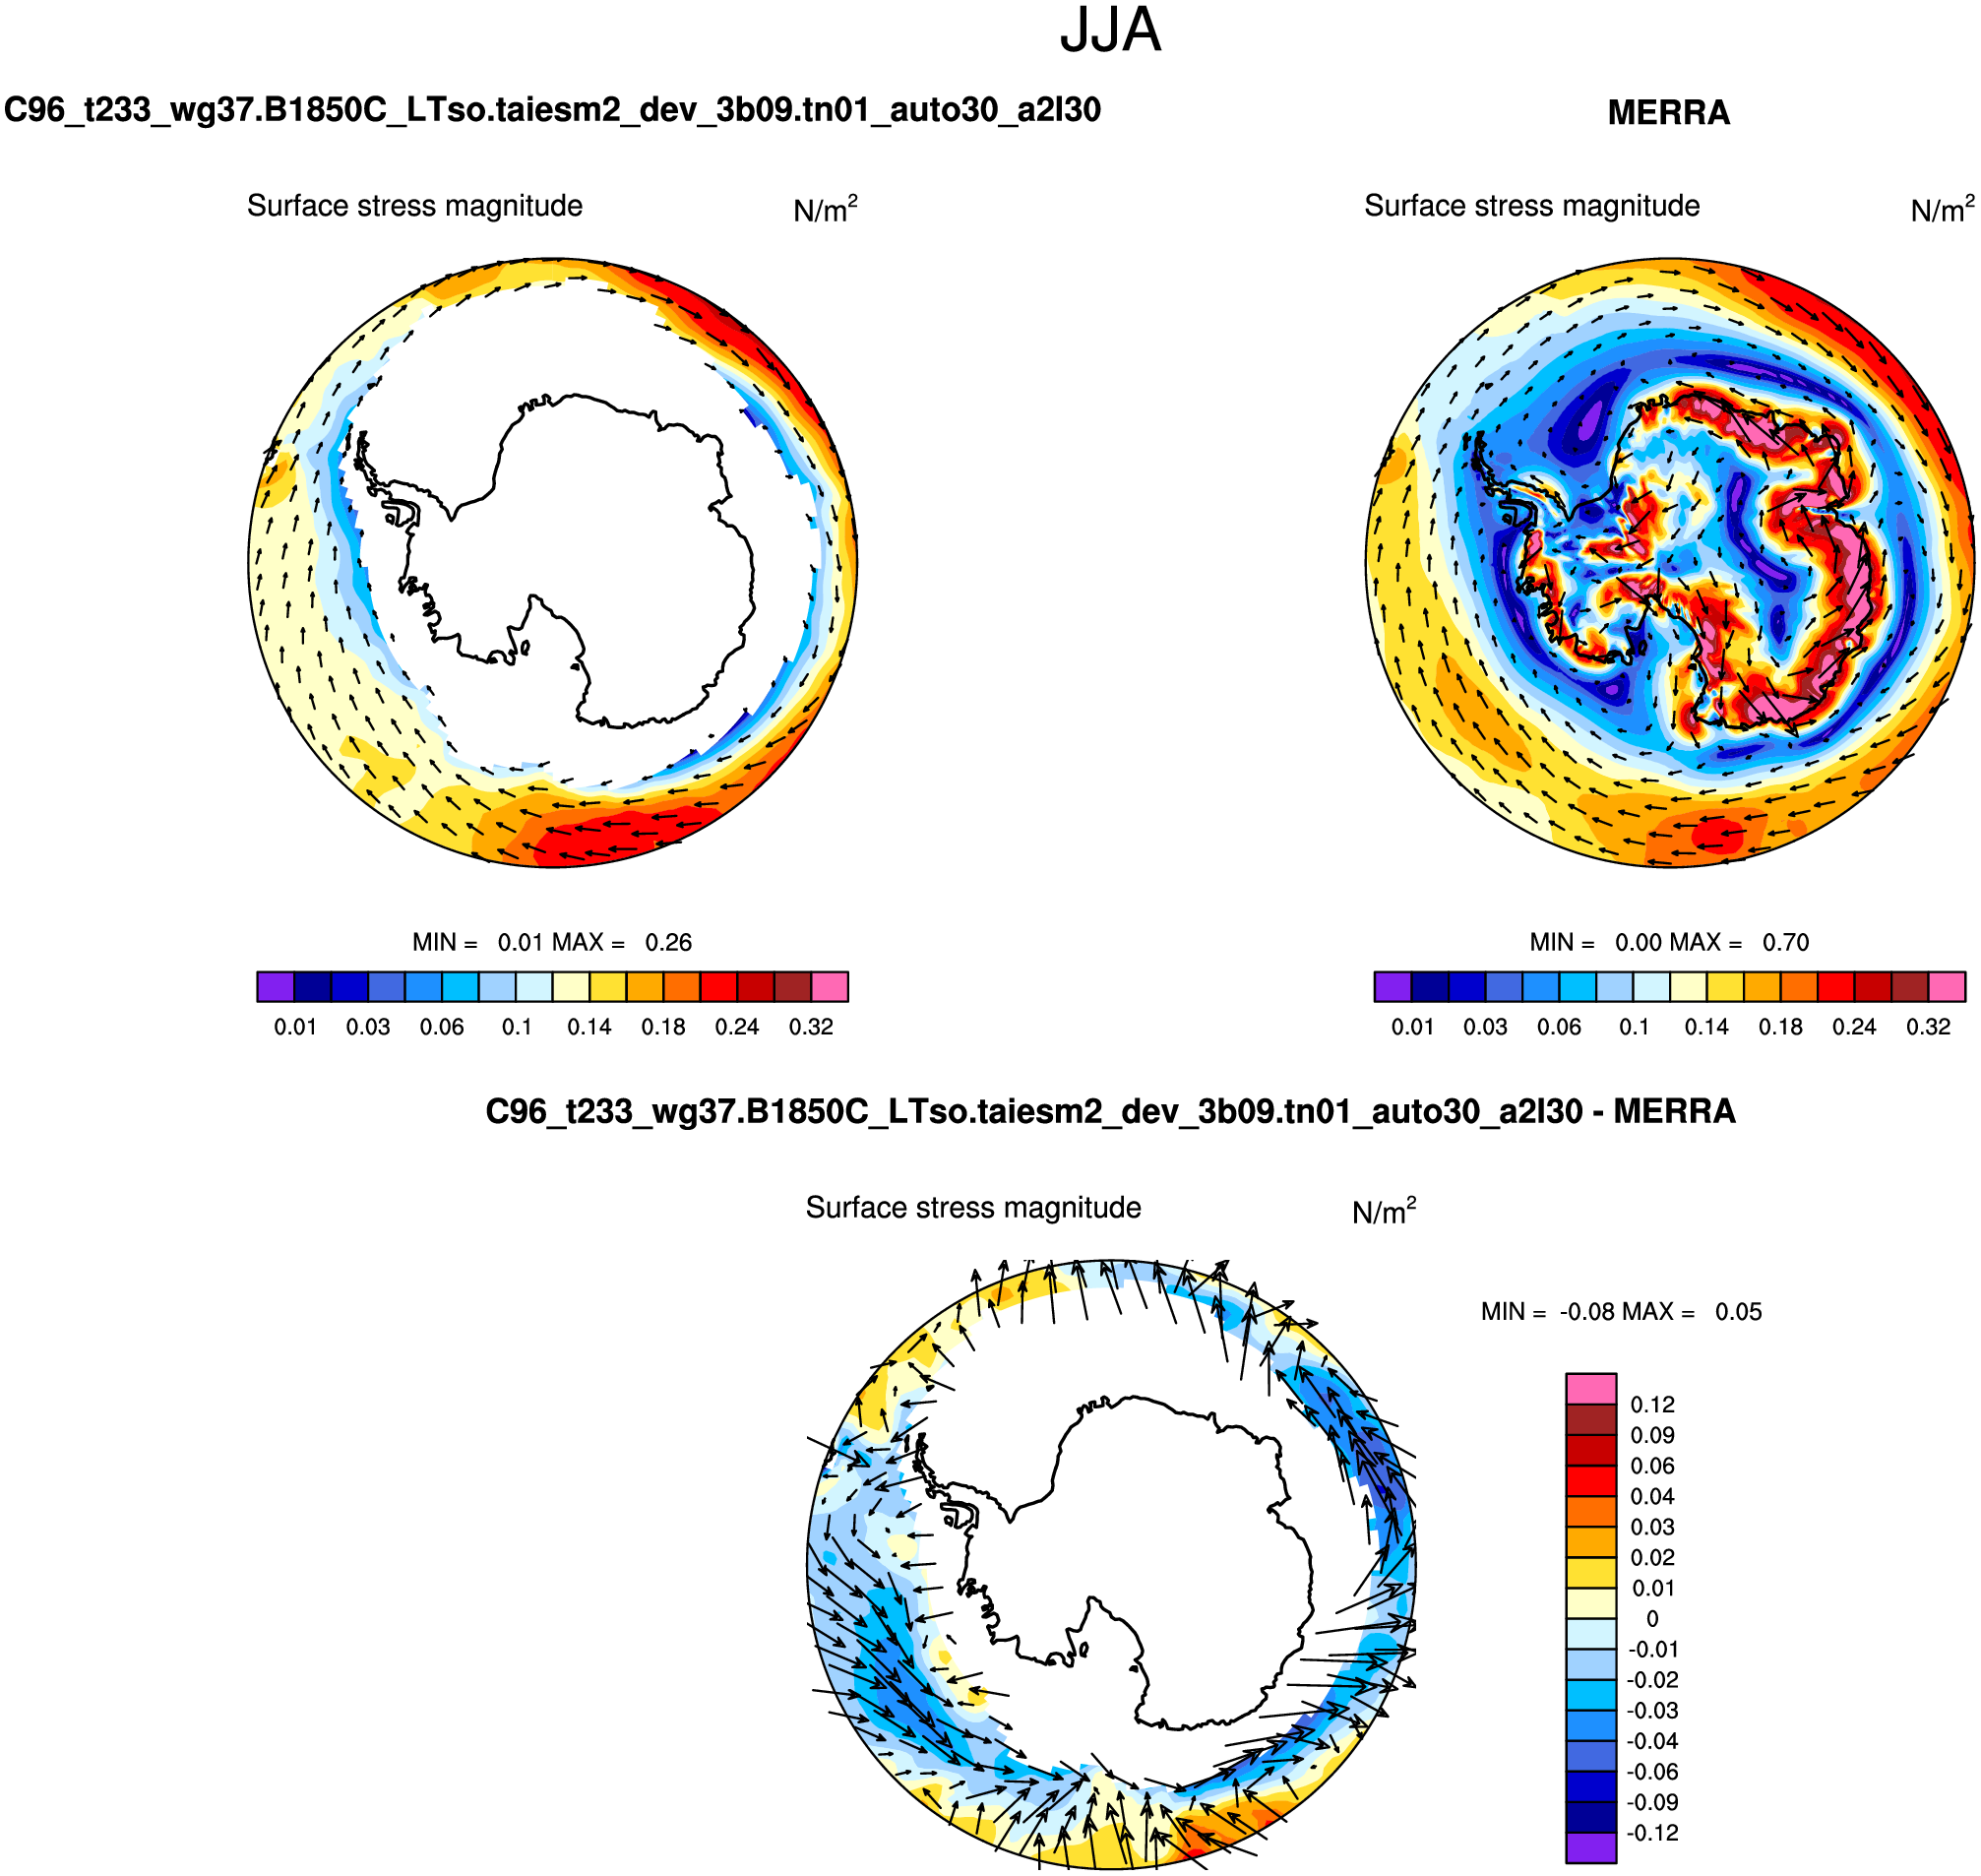 JJA
C96_t233_wg37.B1850C_LTso.taiesm2_dev_3b09.tn01_auto30_a2l30
MERRA
Surface stress magnitude N/m²
Surface stress magnitude N/m²
MIN = 0.01 MAX = 0.26
0.01 0.03 0.06 0.1 0.14 0.18 0.24 0.32
MIN = 0.00 MAX = 0.70
0.01 0.03 0.06 0.1 0.14 0.18 0.24 0.32
C96_t233_wg37.B1850C_LTso.taiesm2_dev_3b09.tn01_auto30_a2l30 - MERRA
Surface stress magnitude N/m²
MIN = -0.08 MAX = 0.05
0.12
0.09
0.06
0.04
0.03
0.02
0.01
0
-0.01
-0.02
-0.03
-0.04
-0.06
-0.09
-0.12